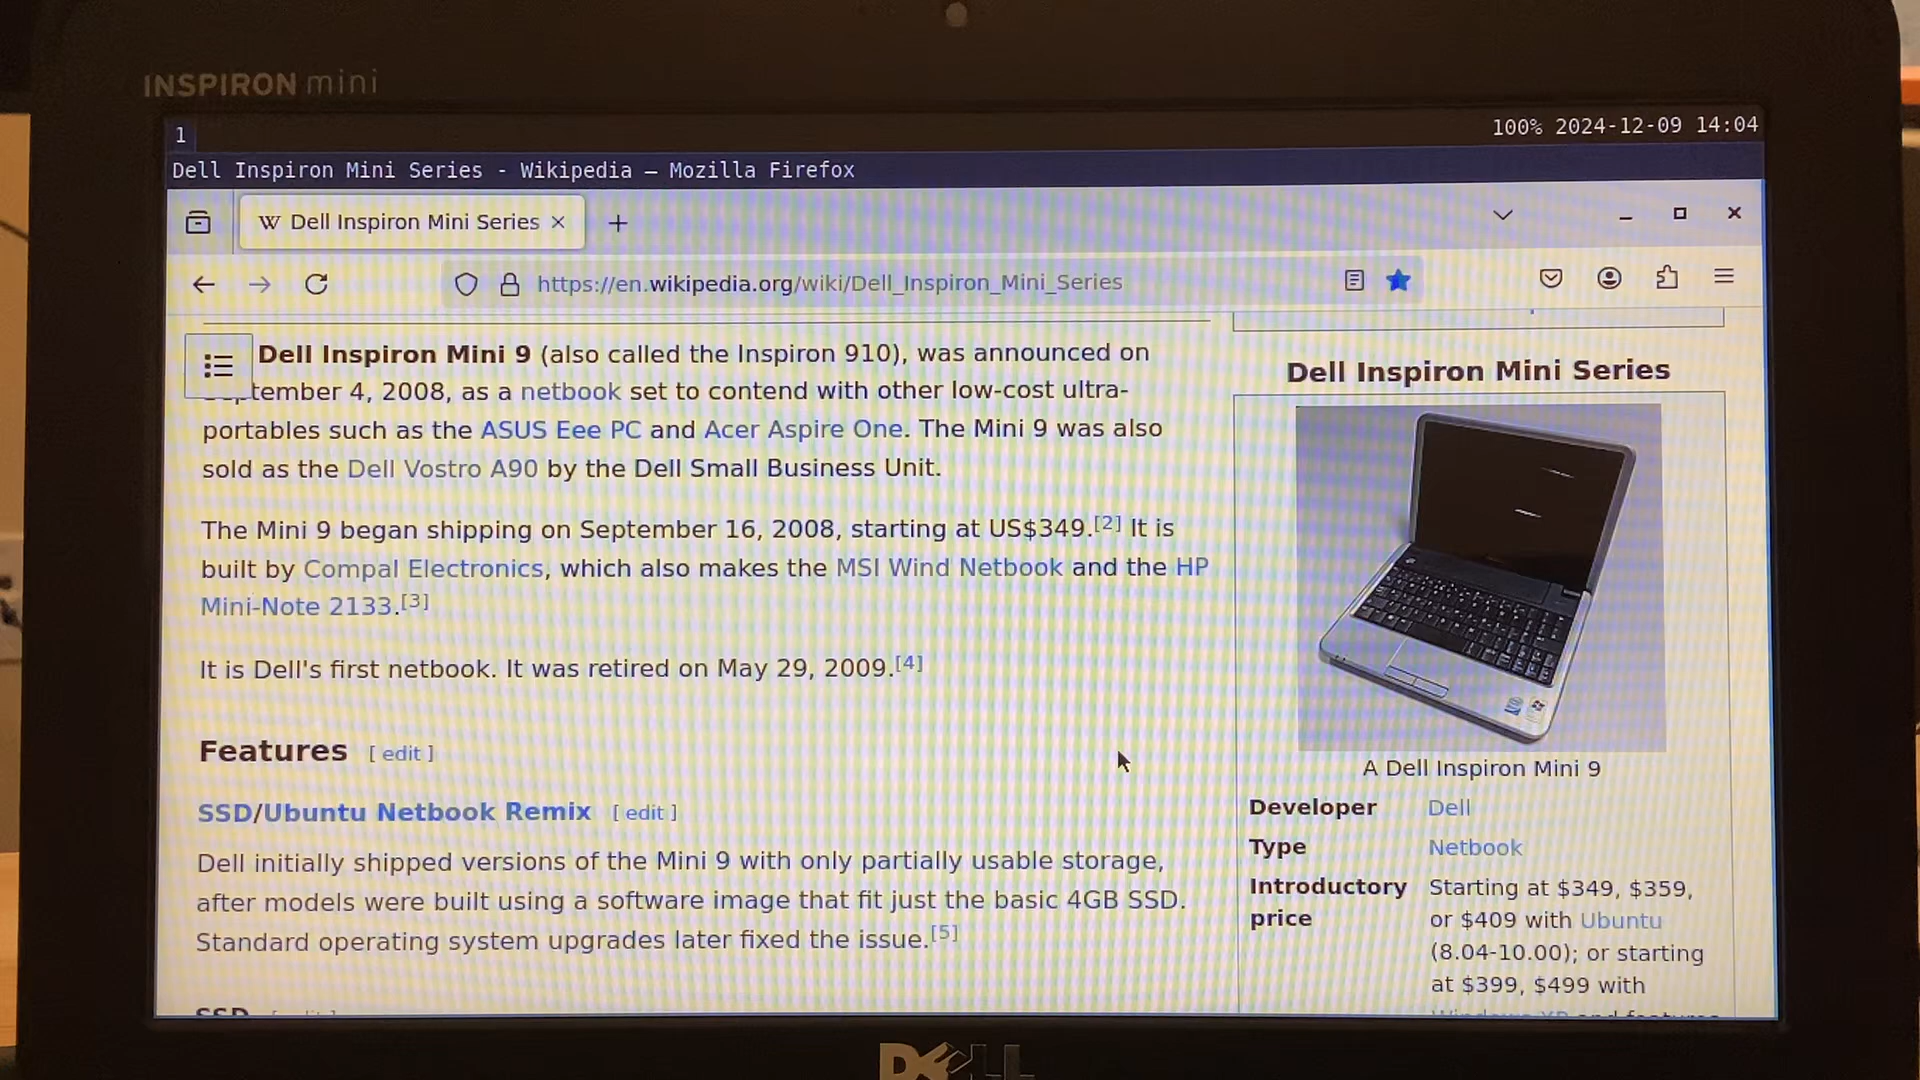 INSPIRON mini
1
100% 2024-12-09 14:04
Dell Inspiron Mini Series - Wikipedia — Mozilla Firefox
W Dell Inspiron Mini Series
https://en.wikipedia.org/wiki/Dell_Inspiron_Mini_Series
Dell Inspiron Mini 9 (also called the Inspiron 910), was announced on
tember 4, 2008, as a netbook set to contend with other low-cost ultra-
portables such as the ASUS Eee PC and Acer Aspire One. The Mini 9 was also
sold as the Dell Vostro A90 by the Dell Small Business Unit.
The Mini 9 began shipping on September 16, 2008, starting at US$349.[2] It is
built by Compal Electronics, which also makes the MSI Wind Netbook and the HP
Mini-Note 2133.[3]
It is Dell's first netbook. It was retired on May 29, 2009.[4]
Features [ edit ]
SSD/Ubuntu Netbook Remix [ edit ]
Dell initially shipped versions of the Mini 9 with only partially usable storage,
after models were built using a software image that fit just the basic 4GB SSD.
Standard operating system upgrades later fixed the issue.[5]
SSD [ edit ]
Dell Inspiron Mini Series
A Dell Inspiron Mini 9
Developer Dell
Type Netbook
Introductory price Starting at $349, $359,
or $409 with Ubuntu
(8.04-10.00); or starting
at $399, $499 with
Windows XP and features
DELL